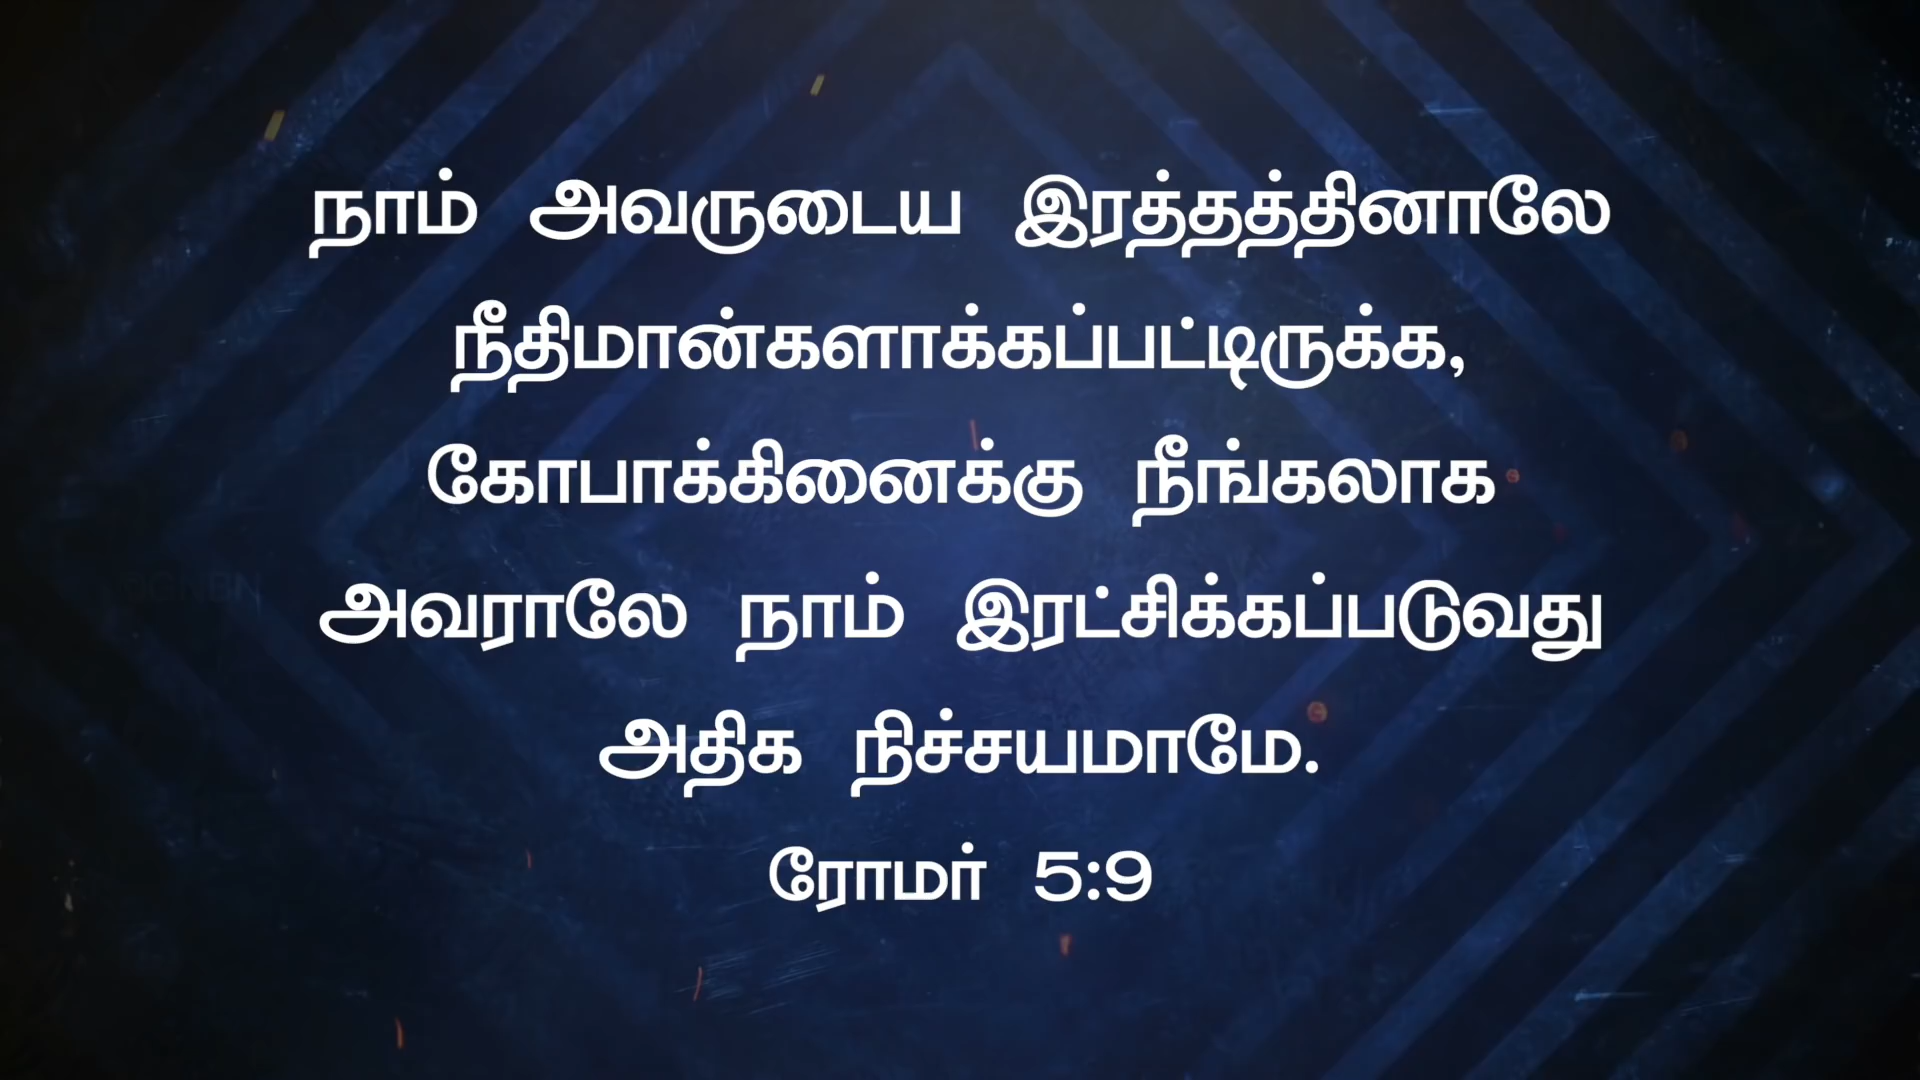 நாம் அவருடைய இரத்தத்தினாலே
நீதிமான்களாக்கப்பட்டிருக்க,
கோபாக்கினைக்கு நீங்கலாக
அவராலே நாம் இரட்சிக்கப்படுவது
அதிக நிச்சயமாமே.
ரோமர் 5:9